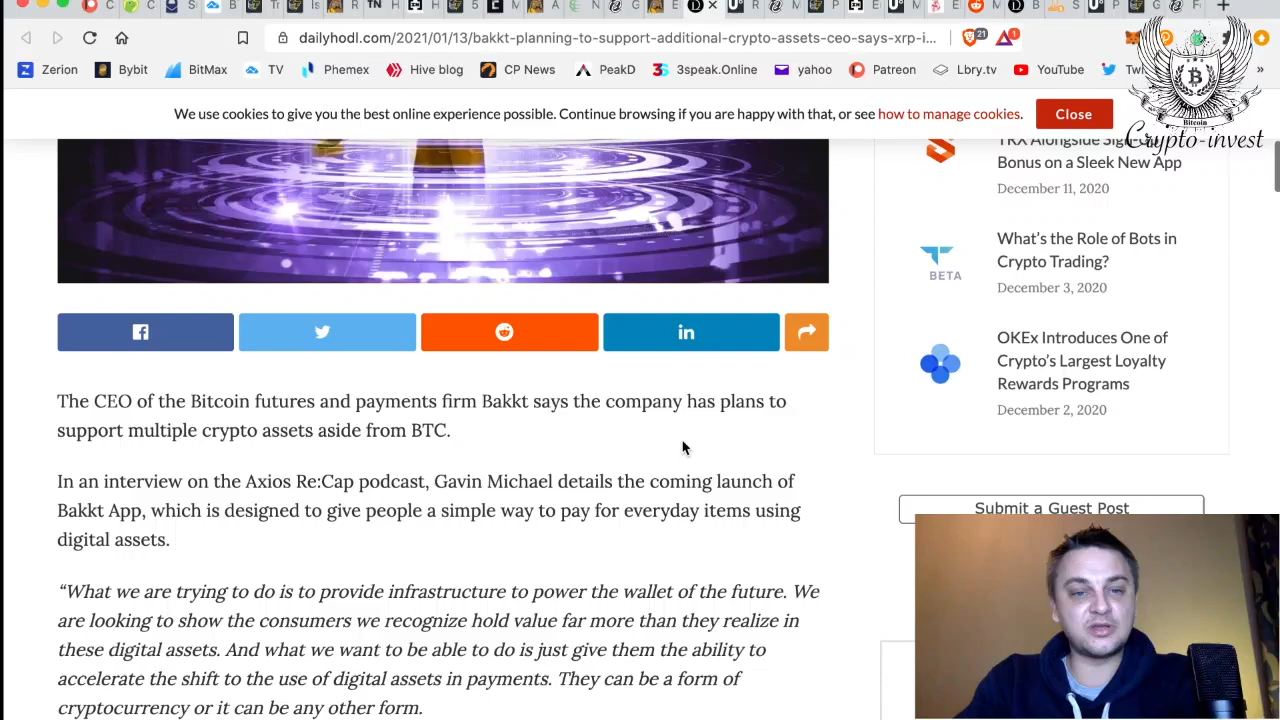 dailyhodl.com/2021/01/13/bakkt-planning-to-support-additional-crypto-assets-ceo-says-xrp-i...
21
1
Zerion
Bybit
BitMax
TV
Phemex
Hive blog
CP News
PeakD
3speak.Online
yahoo
Patreon
Lbry.tv
YouTube
»
We use cookies to give you the best online experience possible. Continue browsing if you are happy with that, or see how to manage cookies.
Close
Bitcoin
Crypto-invest
TRX Alongside Sign-Up
Bonus on a Sleek New App
December 11, 2020
What's the Role of Bots in
Crypto Trading?
BETA
December 3, 2020
OKEx Introduces One of
Crypto's Largest Loyalty
Rewards Programs
December 2, 2020
Submit a Guest Post
The CEO of the Bitcoin futures and payments firm Bakkt says the company has plans to
support multiple crypto assets aside from BTC.
In an interview on the Axios Re:Cap podcast, Gavin Michael details the coming launch of
Bakkt App, which is designed to give people a simple way to pay for everyday items using
digital assets.
“What we are trying to do is to provide infrastructure to power the wallet of the future. We
are looking to show the consumers we recognize hold value far more than they realize in
these digital assets. And what we want to be able to do is just give them the ability to
accelerate the shift to the use of digital assets in payments. They can be a form of
cryptocurrency or it can be any other form.